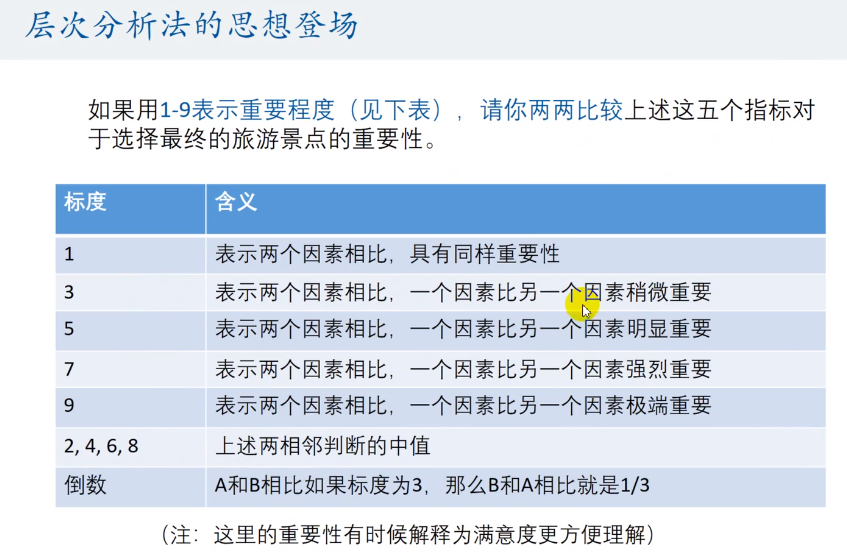 层次分析法的思想登场
如果用1-9表示重要程度（见下表），请你两两比较上述这五个指标对
于选择最终的旅游景点的重要性。
标度 含义
1 表示两个因素相比，具有同样重要性
3 表示两个因素相比，一个因素比另一个因素稍微重要
5 表示两个因素相比，一个因素比另一个因素明显重要
7 表示两个因素相比，一个因素比另一个因素强烈重要
9 表示两个因素相比，一个因素比另一个因素极端重要
2, 4, 6, 8 上述两相邻判断的中值
倒数 A和B相比如果标度为3，那么B和A相比就是1/3
（注：这里的重要性有时候解释为满意度更方便理解）